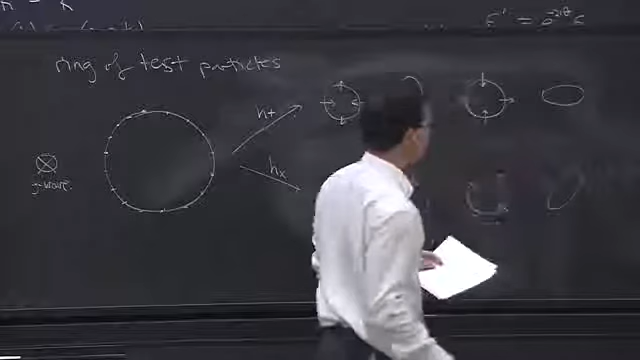 ε' = e^{-2iθ} ε
ring of test particles
h+
hx
g-wave